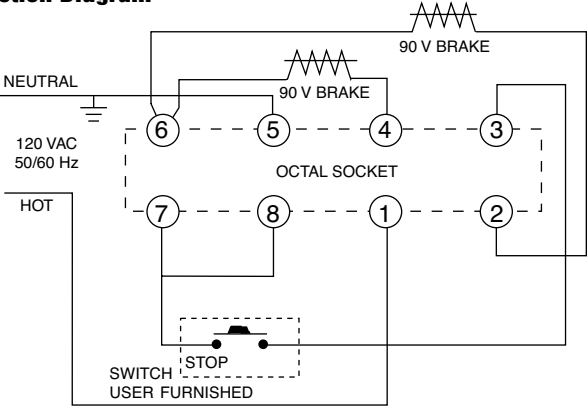 90 V BRAKE
NEUTRAL
90 V BRAKE
6 5 4 3
120 VAC
50/60 Hz
OCTAL SOCKET
HOT
7 8 1 2
STOP
SWITCH
USER FURNISHED